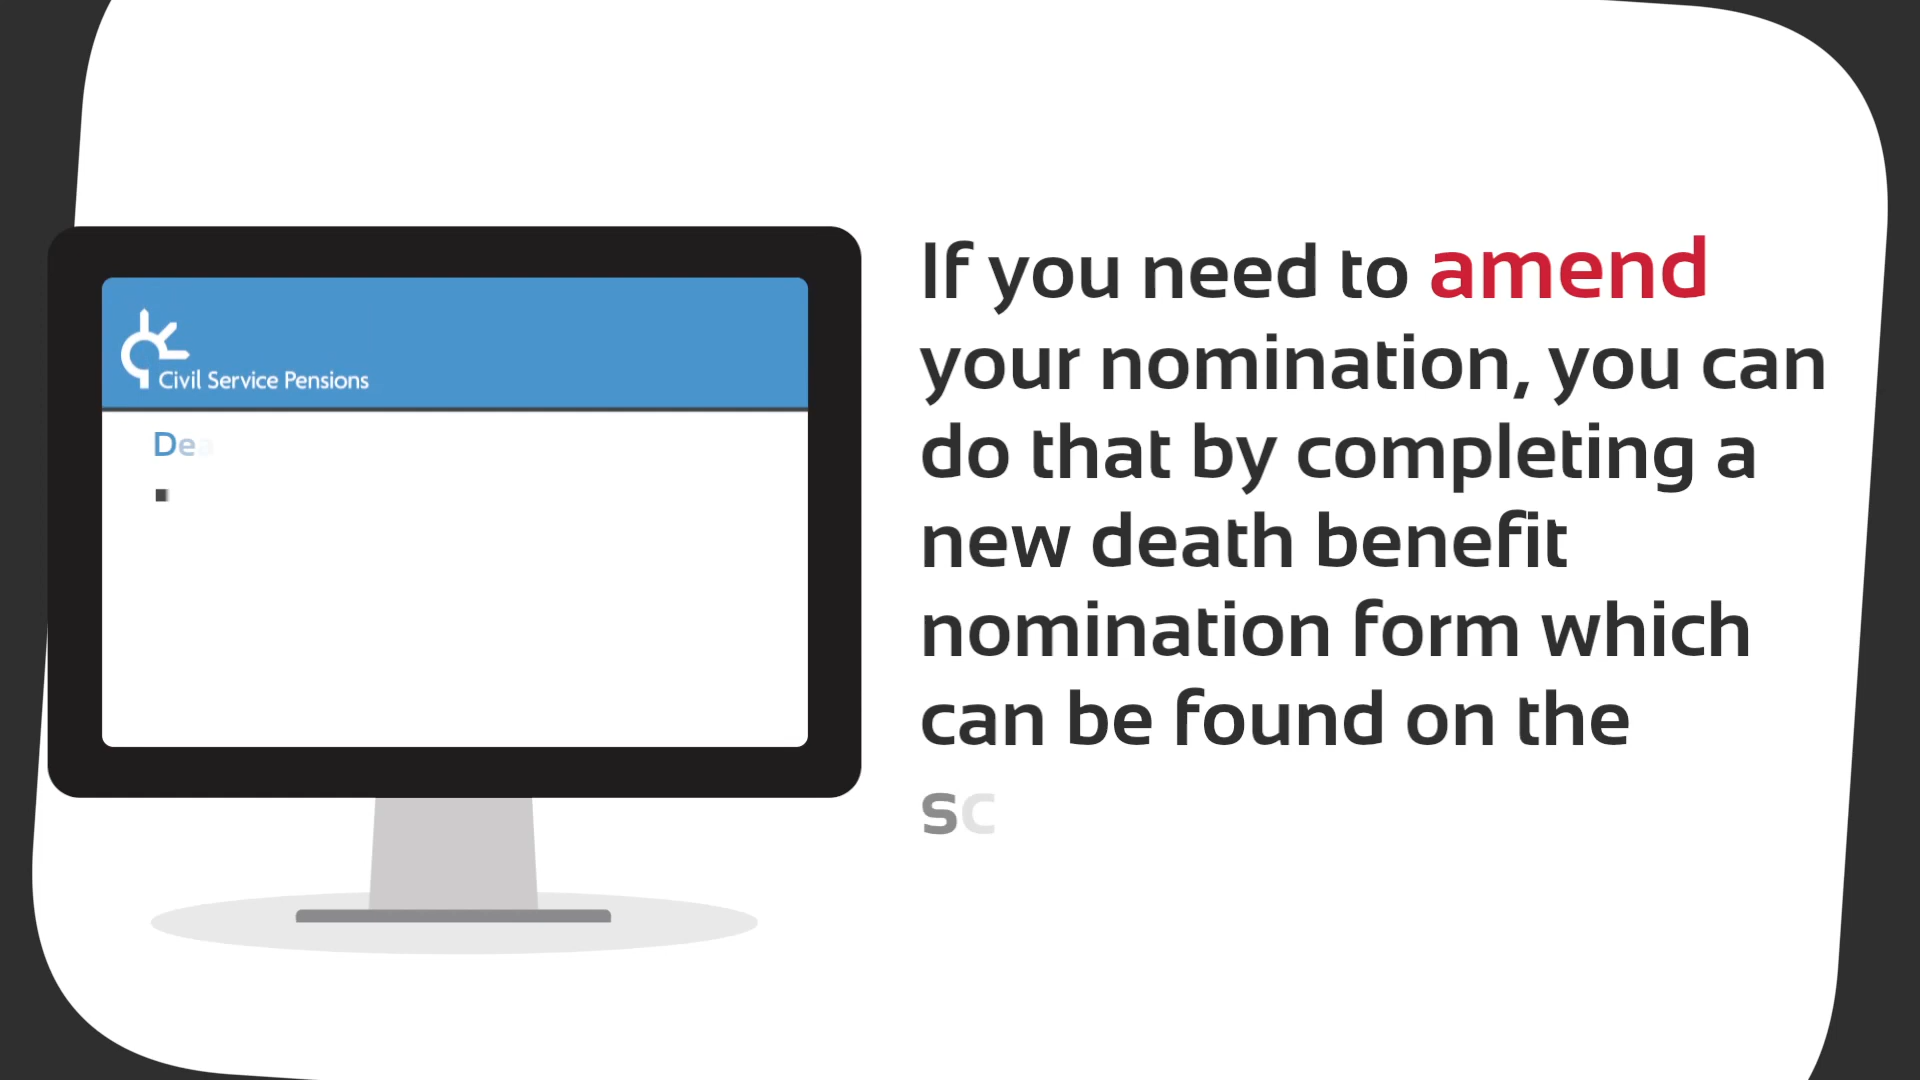 Civil Service Pensions
If you need to amend
your nomination, you can
do that by completing a
new death benefit
nomination form which
can be found on the